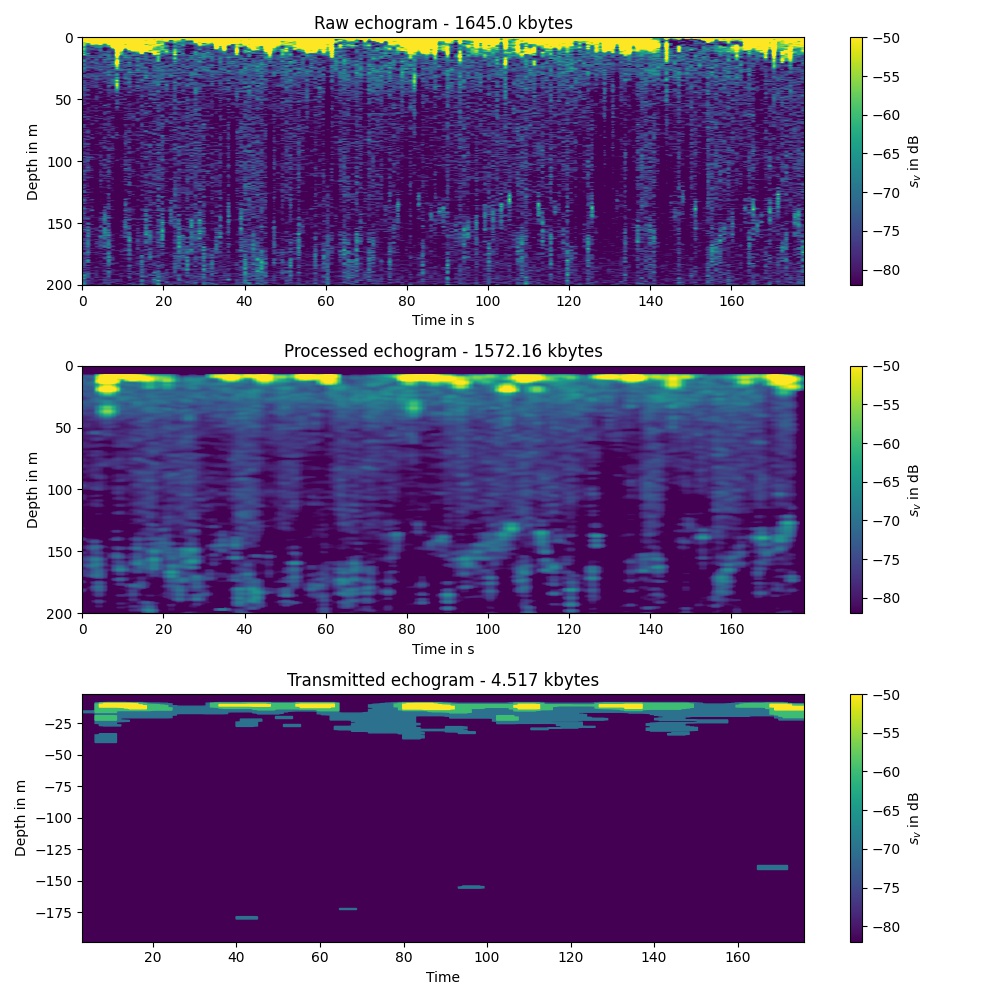 Raw echogram - 1645.0 kbytes
0
50
100
150
200
Depth in m
0 20 40 60 80 100 120 140 160
Time in s
−50
−55
−60
−65
−70
−75
−80
s_v in dB
Processed echogram - 1572.16 kbytes
0
50
100
150
200
Depth in m
0 20 40 60 80 100 120 140 160
Time in s
−50
−55
−60
−65
−70
−75
−80
s_v in dB
Transmitted echogram - 4.517 kbytes
−25
−50
−75
−100
−125
−150
−175
Depth in m
20 40 60 80 100 120 140 160
Time
−50
−55
−60
−65
−70
−75
−80
s_v in dB